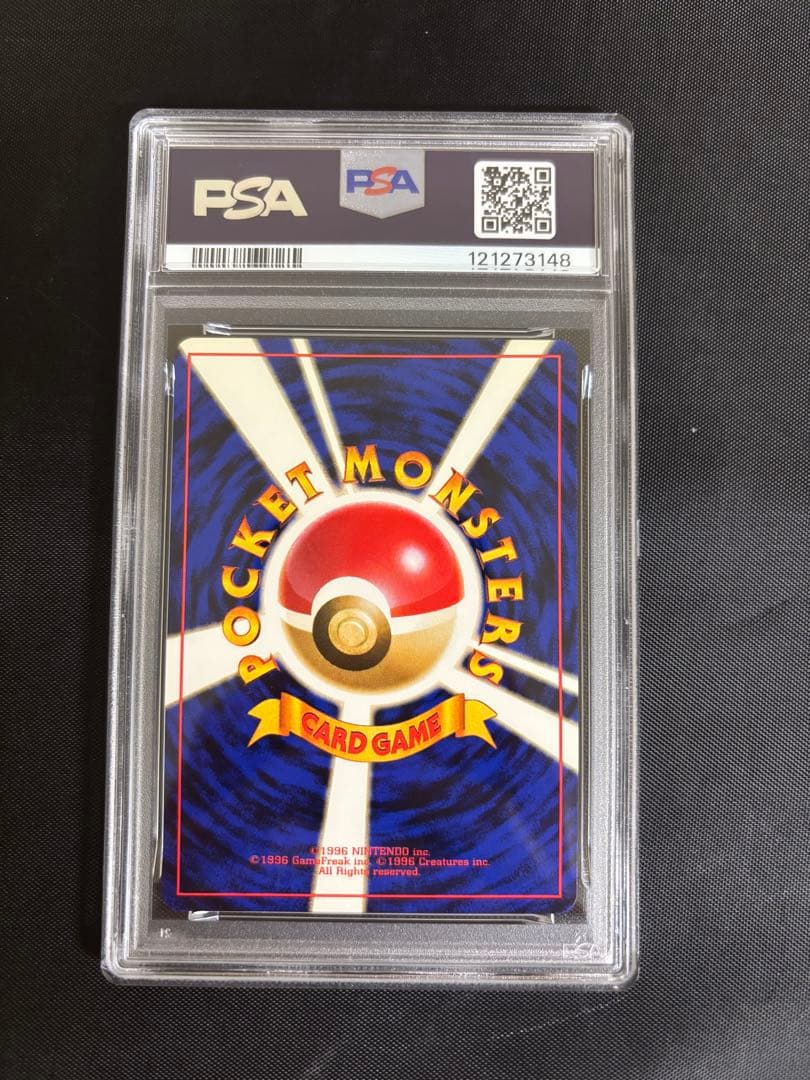 PSA
PSA
121273148
POCKET MONSTERS
CARD GAME
©1996 NINTENDO inc.
©1996 GameFreak inc. ©1996 Creatures inc.
All Rights reserved.
PSA